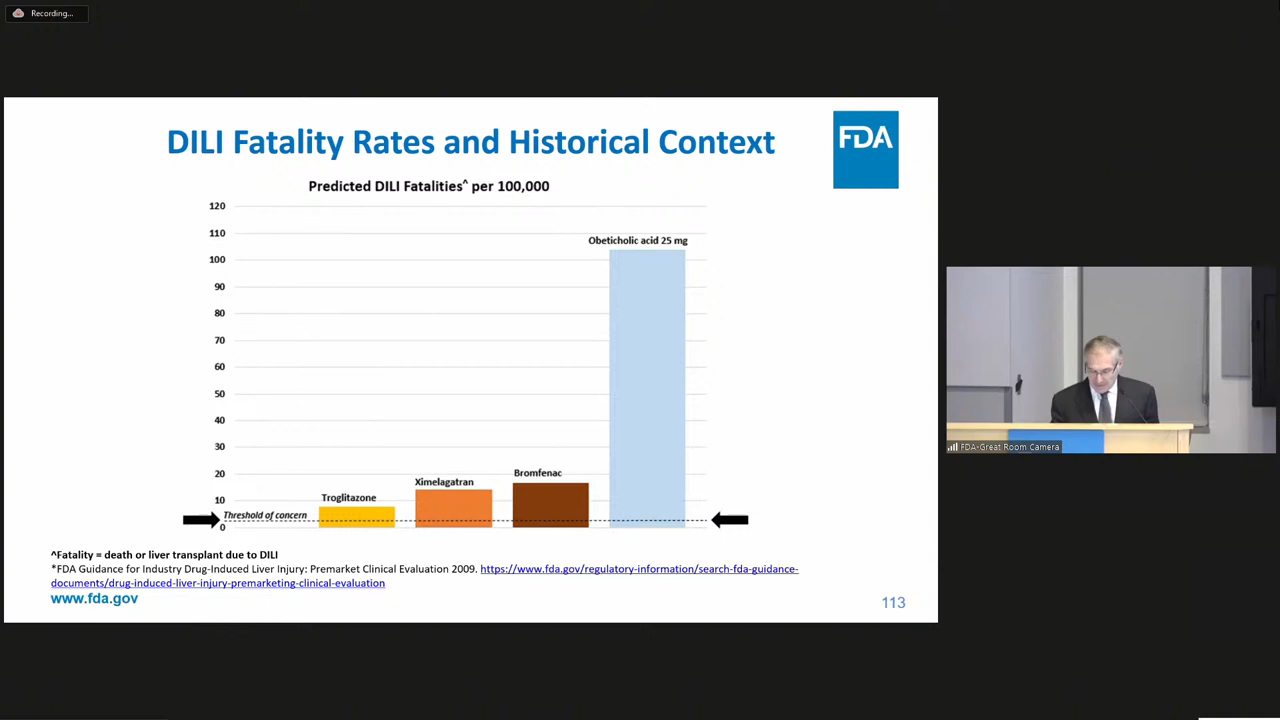 Recording...
DILI Fatality Rates and Historical Context
FDA
Predicted DILI Fatalities^ per 100,000
120
110
100
90
80
70
60
50
40
30
20
10
0
Obeticholic acid 25 mg
Bromfenac
Ximelagatran
Troglitazone
Threshold of concern
^Fatality = death or liver transplant due to DILI
*FDA Guidance for Industry Drug-Induced Liver Injury: Premarket Clinical Evaluation 2009. https://www.fda.gov/regulatory-information/search-fda-guidance-
documents/drug-induced-liver-injury-premarketing-clinical-evaluation
www.fda.gov
113
FDA-Great Room Camera